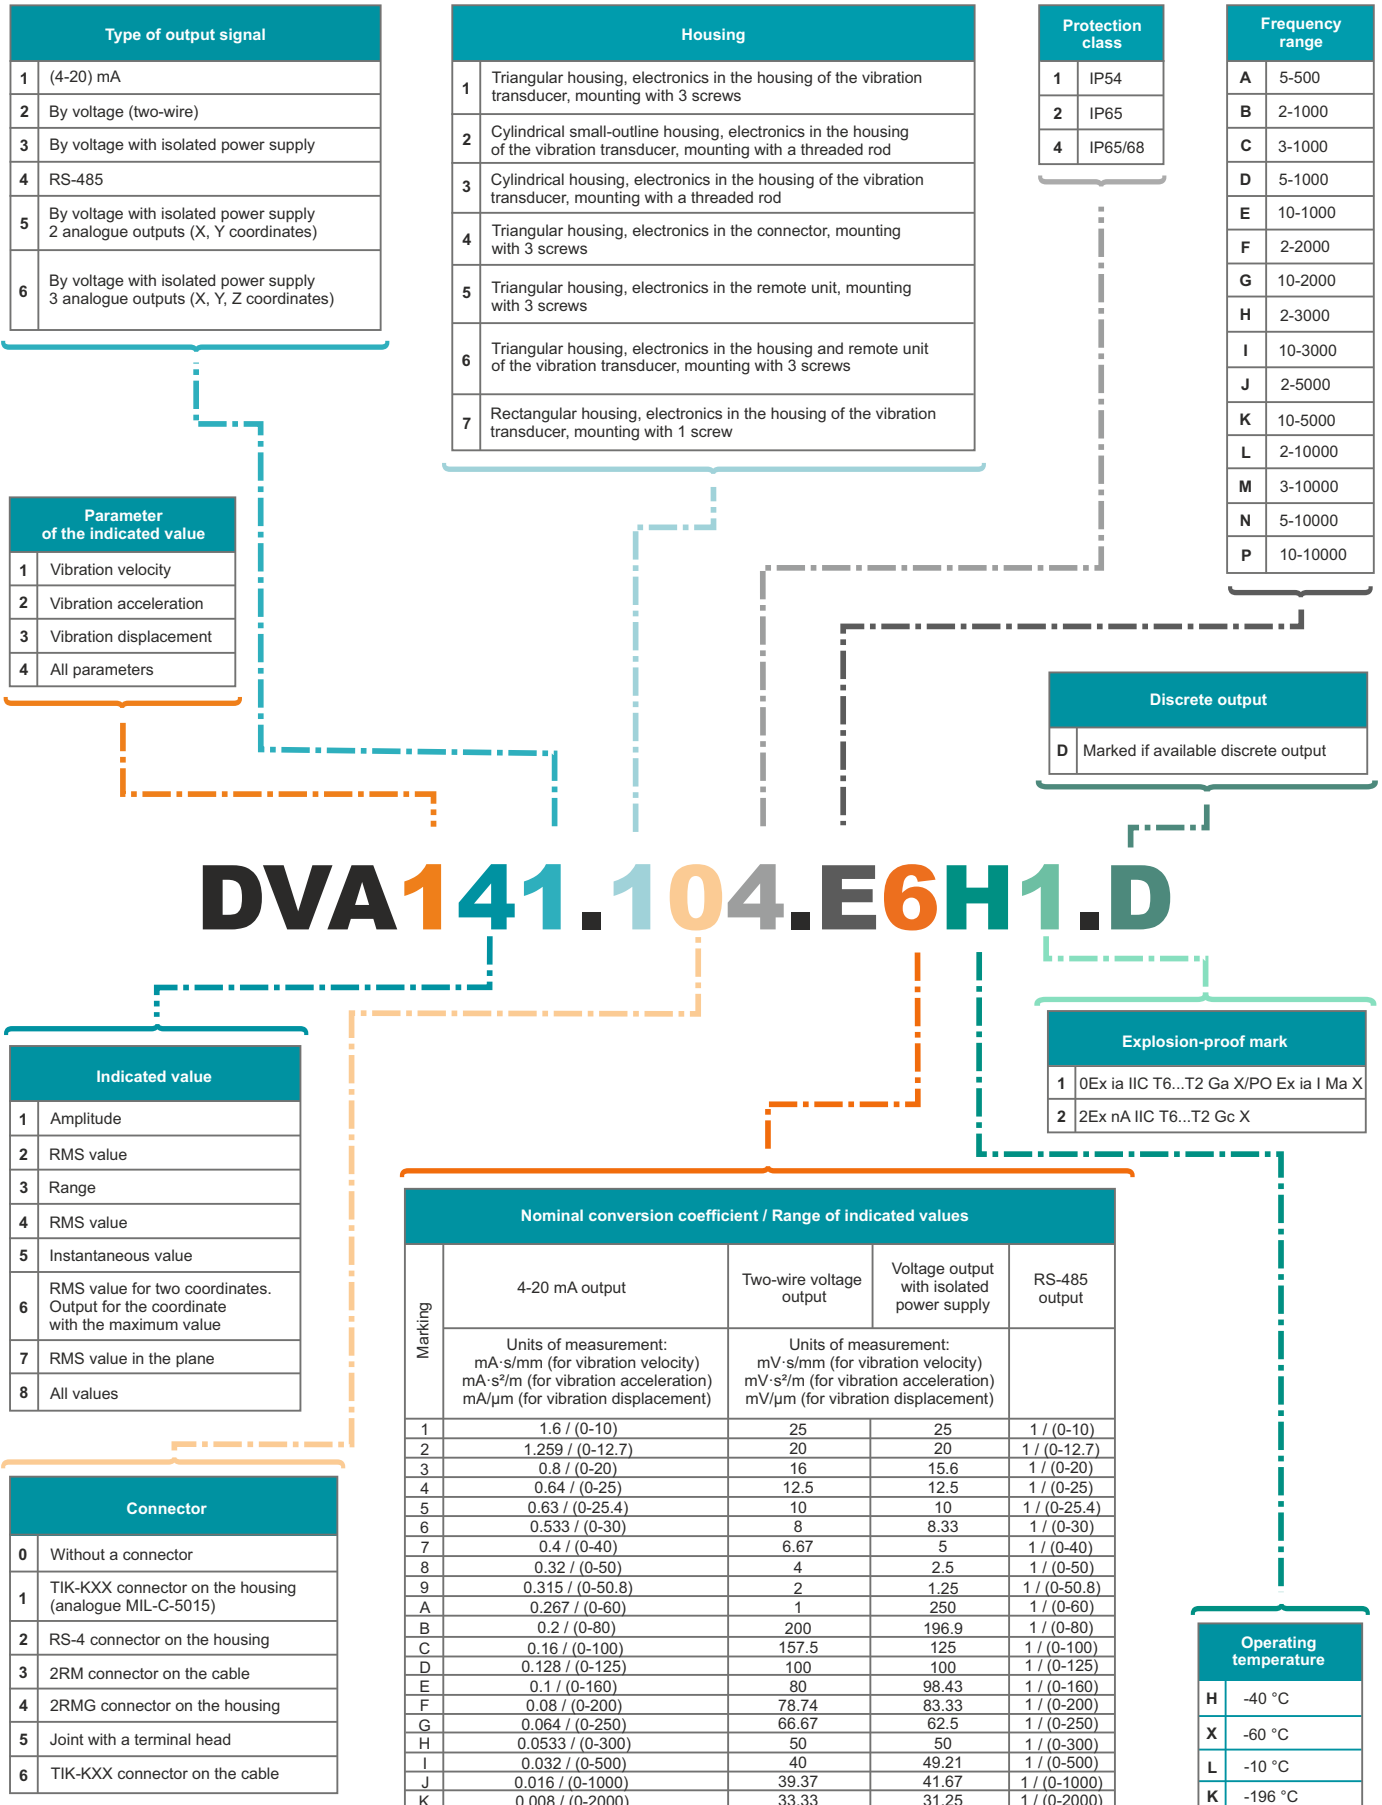 Type of output signal
1 (4-20) mA
2 By voltage (two-wire)
3 By voltage with isolated power supply
4 RS-485
5 By voltage with isolated power supply
2 analogue outputs (X, Y coordinates)
6 By voltage with isolated power supply
3 analogue outputs (X, Y, Z coordinates)
Housing
1 Triangular housing, electronics in the housing of the vibration
transducer, mounting with 3 screws
2 Cylindrical small-outline housing, electronics in the housing
of the vibration transducer, mounting with a threaded rod
3 Cylindrical housing, electronics in the housing of the vibration
transducer, mounting with a threaded rod
4 Triangular housing, electronics in the connector, mounting
with 3 screws
5 Triangular housing, electronics in the remote unit, mounting
with 3 screws
6 Triangular housing, electronics in the housing and remote unit
of the vibration transducer, mounting with 3 screws
7 Rectangular housing, electronics in the housing of the vibration
transducer, mounting with 1 screw
Protection
class
1 IP54
2 IP65
4 IP65/68
Frequency
range
A 5-500
B 2-1000
C 3-1000
D 5-1000
E 10-1000
F 2-2000
G 10-2000
H 2-3000
I 10-3000
J 2-5000
K 10-5000
L 2-10000
M 3-10000
N 5-10000
P 10-10000
Parameter
of the indicated value
1 Vibration velocity
2 Vibration acceleration
3 Vibration displacement
4 All parameters
Discrete output
D Marked if available discrete output
DVA141.104.E6H1.D
Indicated value
1 Amplitude
2 RMS value
3 Range
4 RMS value
5 Instantaneous value
6 RMS value for two coordinates.
Output for the coordinate
with the maximum value
7 RMS value in the plane
8 All values
Explosion-proof mark
1 0Ex ia IIC T6...T2 Ga X/PO Ex ia I Ma X
2 2Ex nA IIC T6...T2 Gc X
Connector
0 Without a connector
1 TIK-KXX connector on the housing
(analogue MIL-C-5015)
2 RS-4 connector on the housing
3 2RM connector on the cable
4 2RMG connector on the housing
5 Joint with a terminal head
6 TIK-KXX connector on the cable
Nominal conversion coefficient / Range of indicated values
Marking
4-20 mA output
Two-wire voltage
output
Voltage output
with isolated
power supply
RS-485
output
Units of measurement:
mA·s/mm (for vibration velocity)
mA·s²/m (for vibration acceleration)
mA/µm (for vibration displacement)
Units of measurement:
mV·s/mm (for vibration velocity)
mV·s²/m (for vibration acceleration)
mV/µm (for vibration displacement)
1 1.6 / (0-10) 25 25 1 / (0-10)
2 1.259 / (0-12.7) 20 20 1 / (0-12.7)
3 0.8 / (0-20) 16 15.6 1 / (0-20)
4 0.64 / (0-25) 12.5 12.5 1 / (0-25)
5 0.63 / (0-25.4) 10 10 1 / (0-25.4)
6 0.533 / (0-30) 8 8.33 1 / (0-30)
7 0.4 / (0-40) 6.67 5 1 / (0-40)
8 0.32 / (0-50) 4 2.5 1 / (0-50)
9 0.315 / (0-50.8) 2 1.25 1 / (0-50.8)
A 0.267 / (0-60) 1 250 1 / (0-60)
B 0.2 / (0-80) 200 196.9 1 / (0-80)
C 0.16 / (0-100) 157.5 125 1 / (0-100)
D 0.128 / (0-125) 100 100 1 / (0-125)
E 0.1 / (0-160) 80 98.43 1 / (0-160)
F 0.08 / (0-200) 78.74 83.33 1 / (0-200)
G 0.064 / (0-250) 66.67 62.5 1 / (0-250)
H 0.0533 / (0-300) 50 50 1 / (0-300)
I 0.032 / (0-500) 40 49.21 1 / (0-500)
J 0.016 / (0-1000) 39.37 41.67 1 / (0-1000)
K 0.008 / (0-2000) 33.33 31.25 1 / (0-2000)
Operating
temperature
H -40 °C
X -60 °C
L -10 °C
K -196 °C